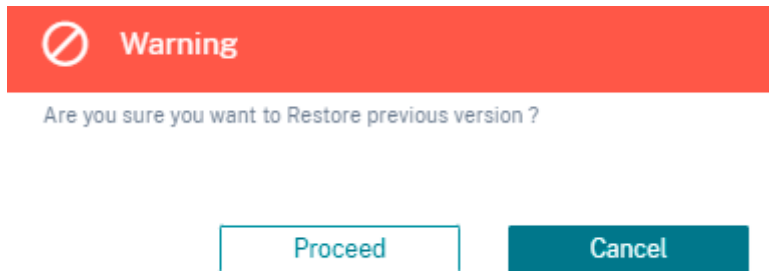 Warning
Are you sure you want to Restore previous version ?
Proceed
Cancel